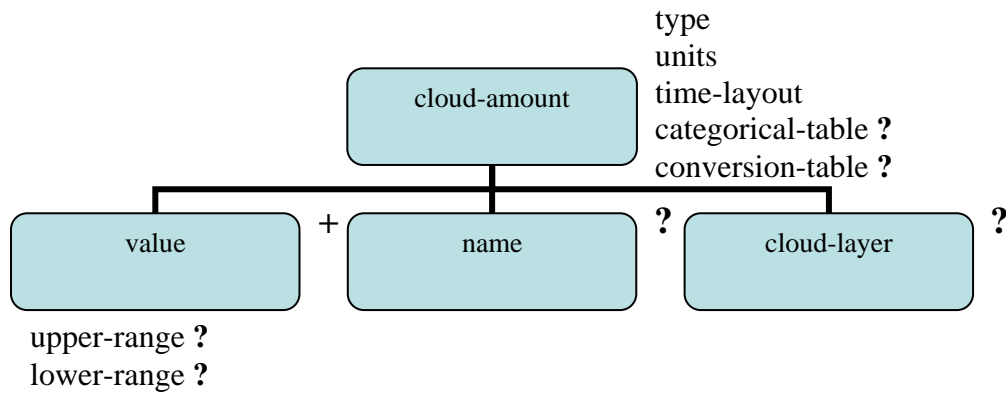 type
units
cloud-amount
time-layout
categorical-table ?
conversion-table ?
value
+
name
?
cloud-layer
?
upper-range ?
lower-range ?